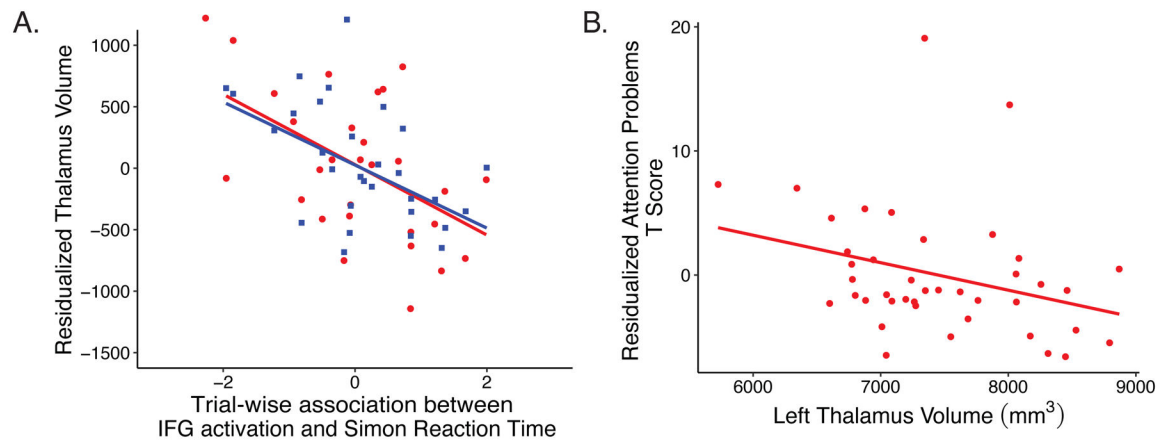 A.
Residualized Thalamus Volume
1000
500
0
−500
−1000
−1500
−2
0
2
Trial-wise association between
IFG activation and Simon Reaction Time
B.
Residualized Attention Problems
T Score
20
10
0
6000
7000
8000
9000
Left Thalamus Volume (mm³)